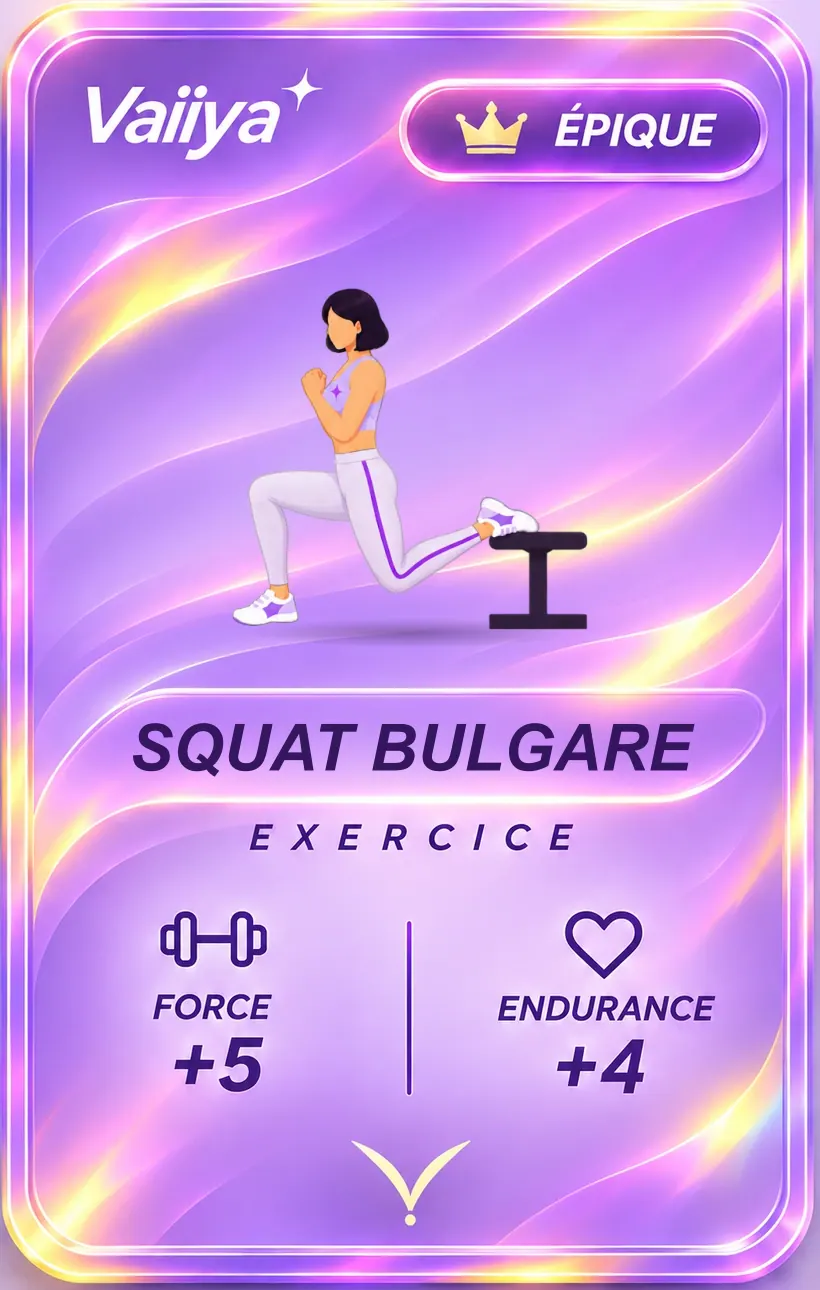 Vaiiya
ÉPIQUE
SQUAT BULGARE
EXERCICE
FORCE
+5
ENDURANCE
+4